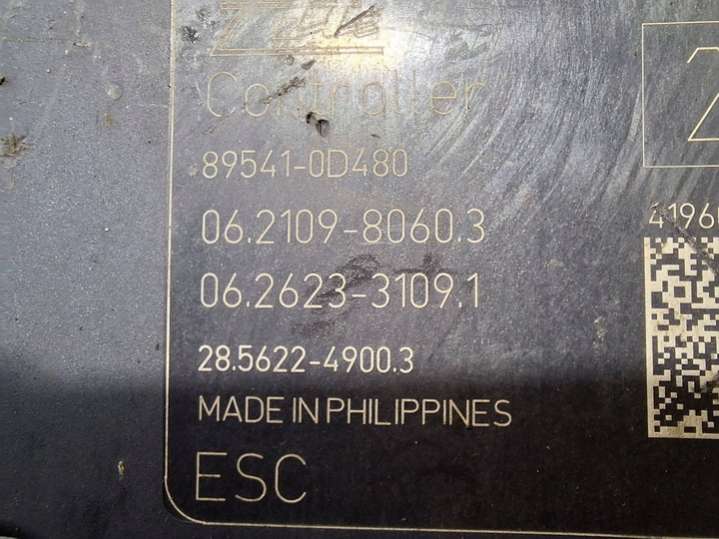 Controller
89541-0D480
06.2109-8060.3
06.2623-3109.1
28.5622-4900.3
MADE IN PHILIPPINES
ESC
4196